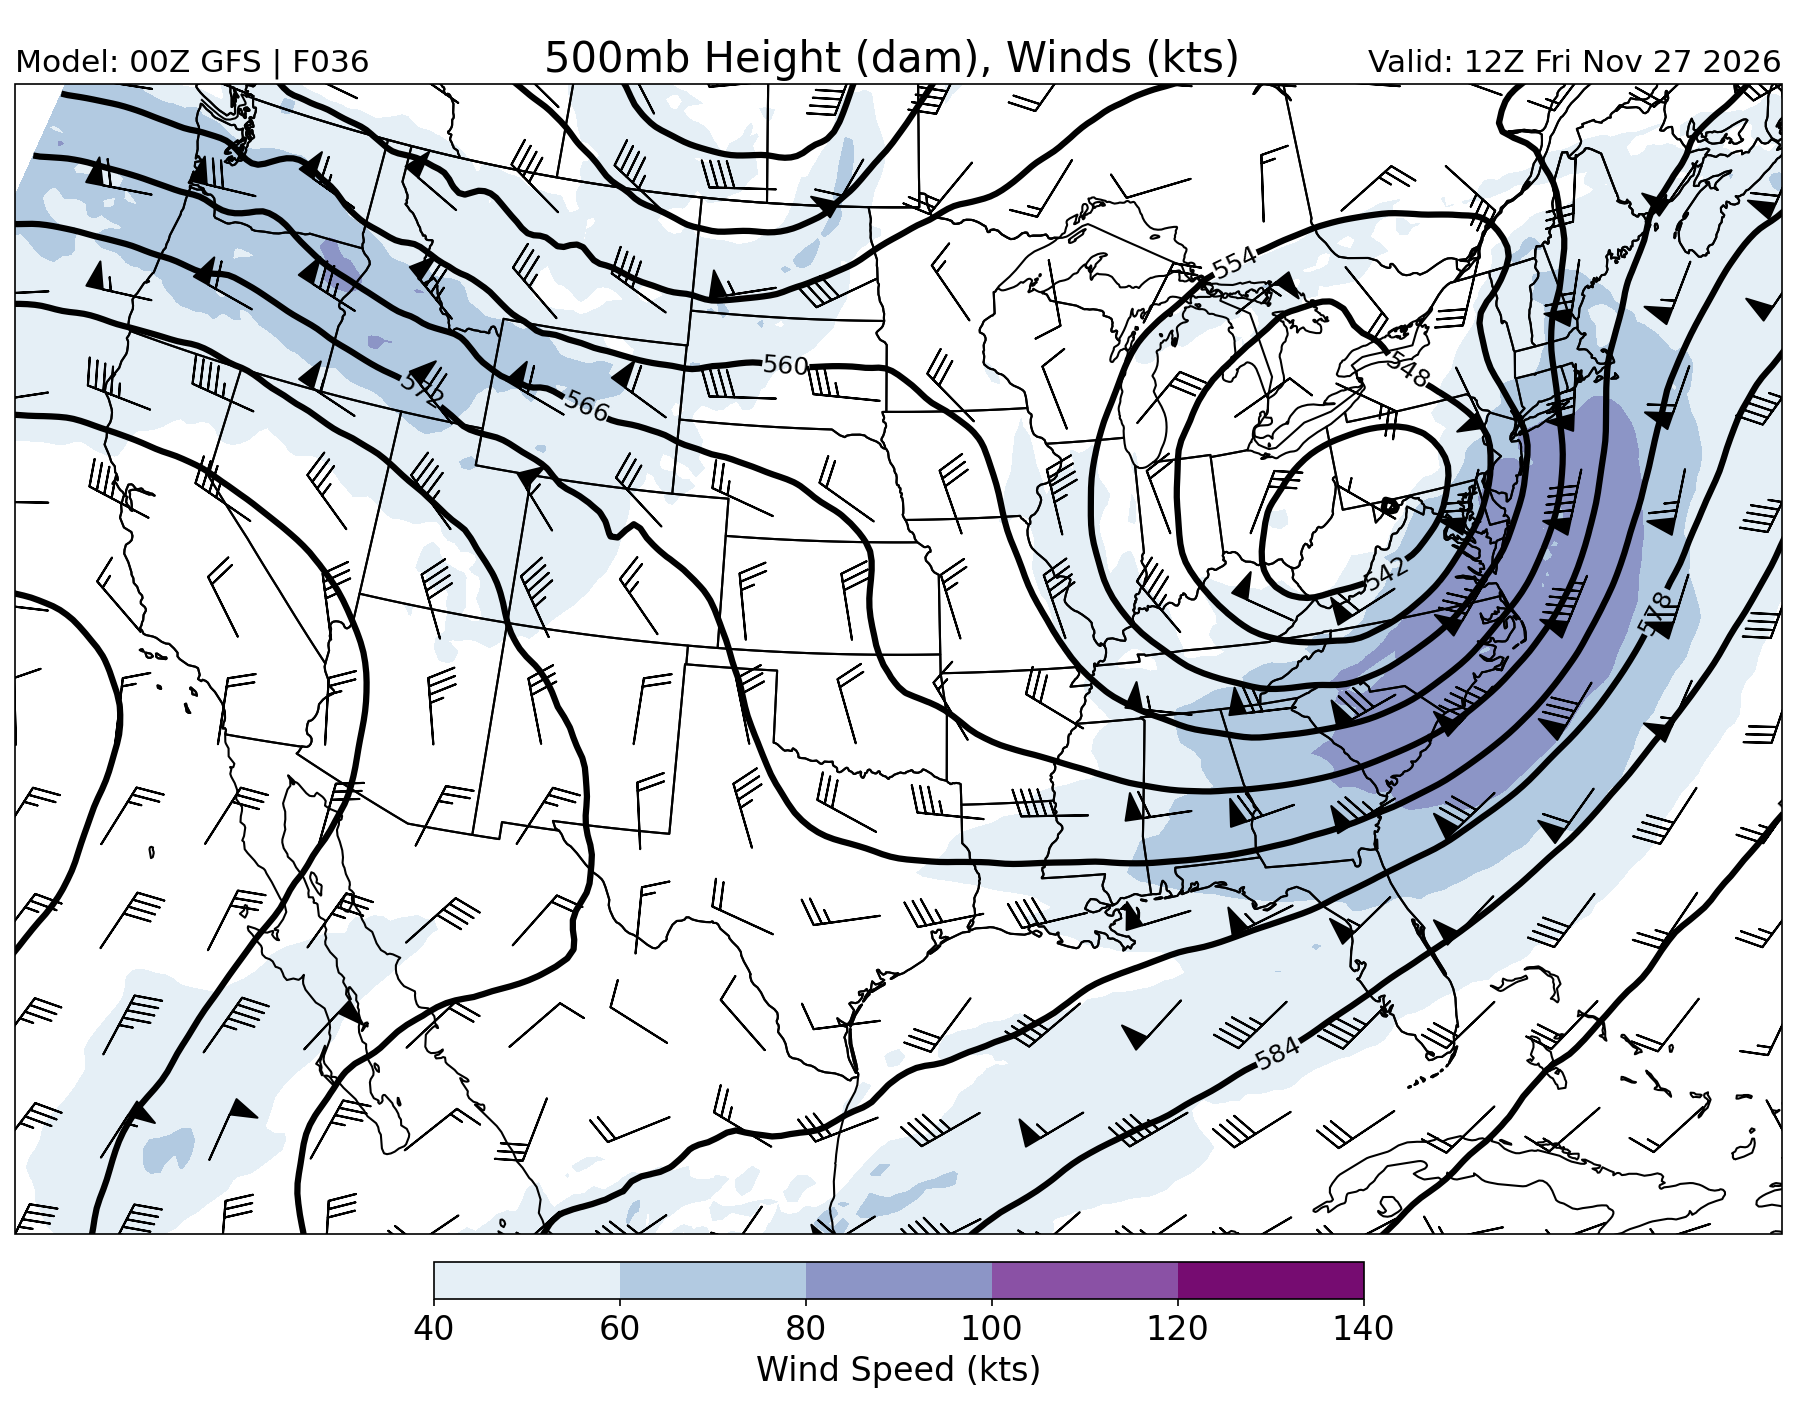 Model: 00Z GFS | F036
500mb Height (dam), Winds (kts)
Valid: 12Z Fri Nov 27 2026
554
548
560
572
566
542
578
584
40 60 80 100 120 140
Wind Speed (kts)